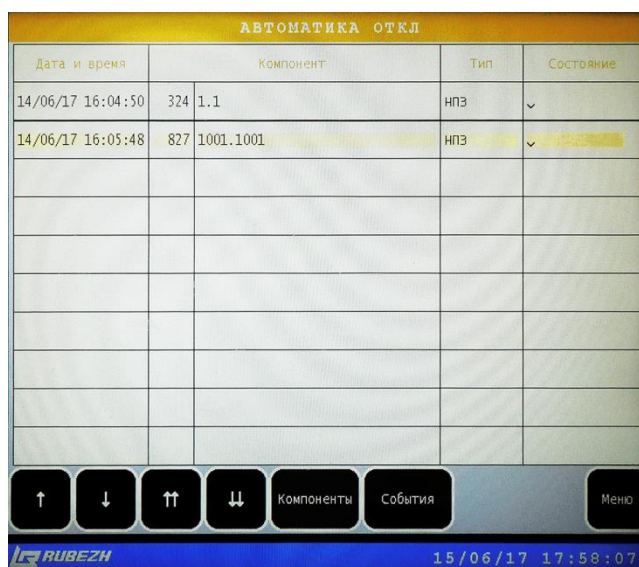 АВТОМАТИКА ОТКЛ
Дата и время Компонент Тип Состояние
14/06/17 16:04:50 324 1.1 НПЗ
14/06/17 16:05:48 827 1001.1001 НПЗ
↑ ↓ ⇈ ⇊ Компоненты События Меню
RUBEZH 15/06/17 17:58:07